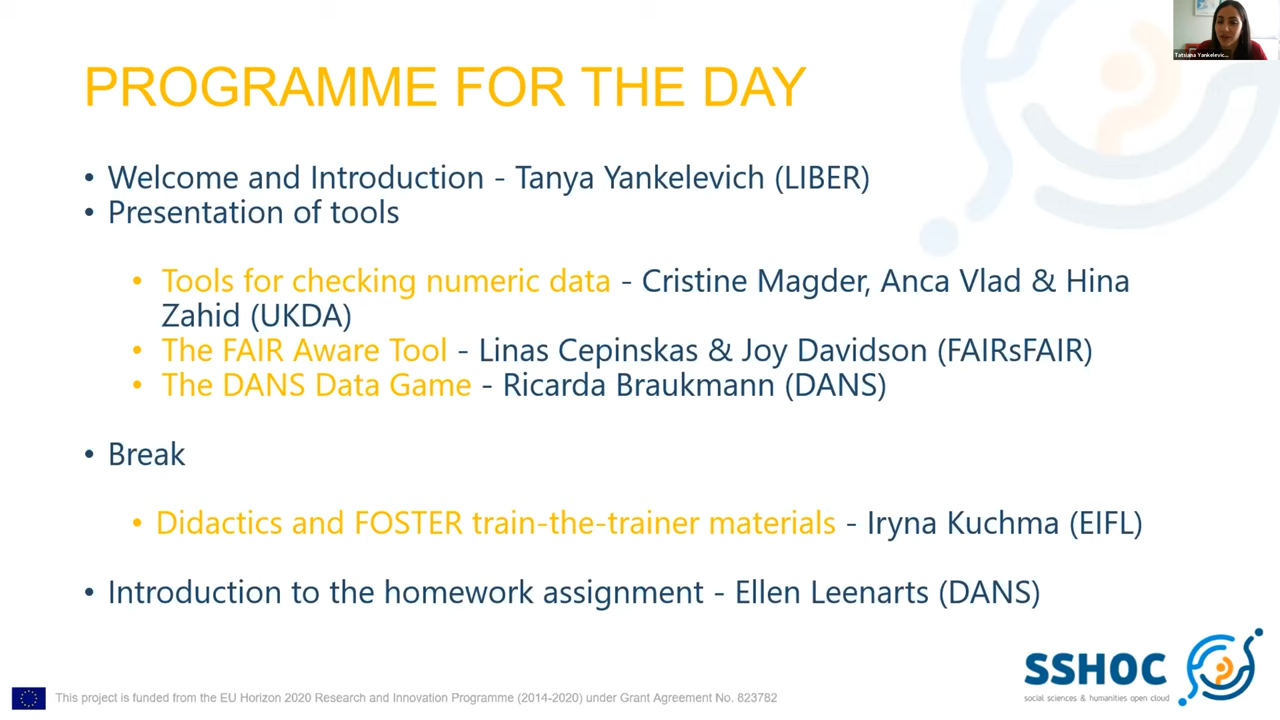 Tatsiana Yankelevic...
PROGRAMME FOR THE DAY
• Welcome and Introduction - Tanya Yankelevich (LIBER)
• Presentation of tools
• Tools for checking numeric data - Cristine Magder, Anca Vlad & Hina
Zahid (UKDA)
• The FAIR Aware Tool - Linas Cepinskas & Joy Davidson (FAIRsFAIR)
• The DANS Data Game - Ricarda Braukmann (DANS)
• Break
• Didactics and FOSTER train-the-trainer materials - Iryna Kuchma (EIFL)
• Introduction to the homework assignment - Ellen Leenarts (DANS)
SSHOC
social sciences & humanities open cloud
This project is funded from the EU Horizon 2020 Research and Innovation Programme (2014-2020) under Grant Agreement No. 823782